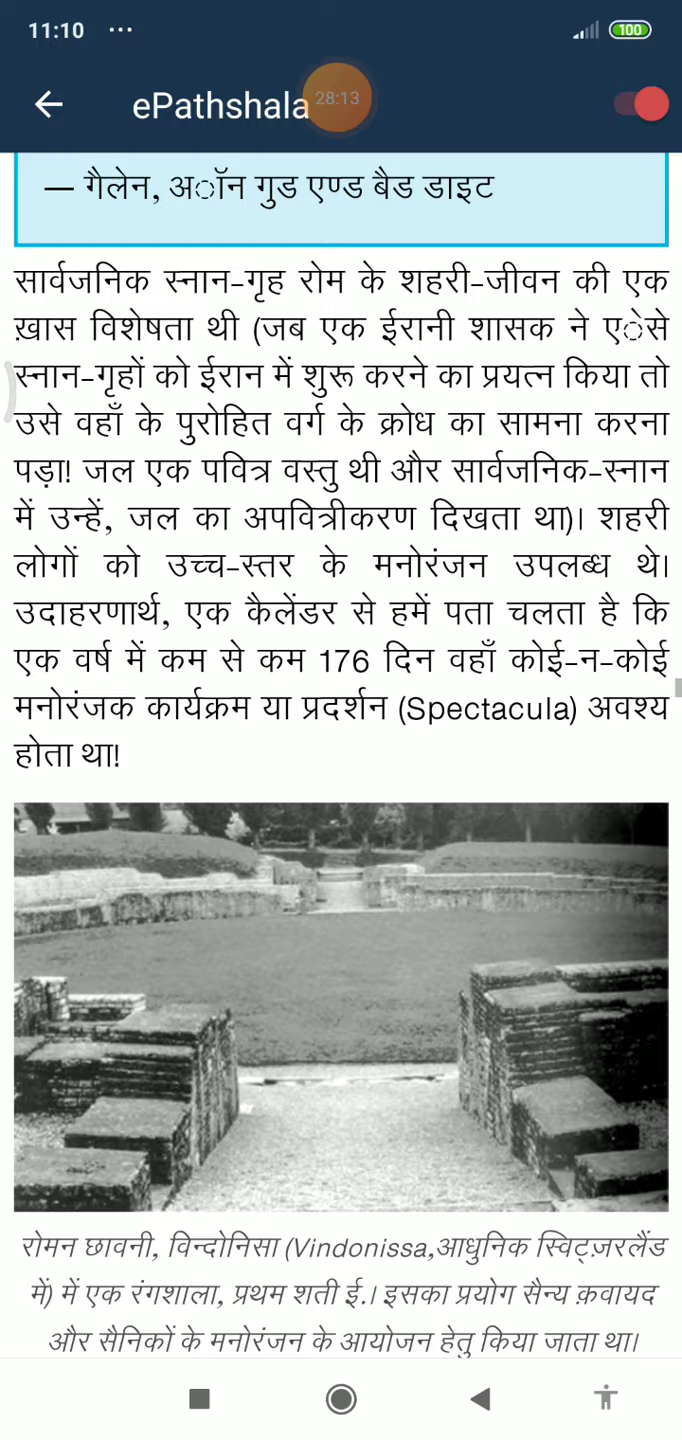 11:10 ...
100
ePathshala
28:13
— गैलेन, अाॅन गुड एण्ड बैड डाइट
सार्वजनिक स्नान-गृह रोम के शहरी-जीवन की एक
ख़ास विशेषता थी (जब एक ईरानी शासक ने एेसे
स्नान-गृहों को ईरान में शुरू करने का प्रयत्न किया तो
उसे वहाँ के पुरोहित वर्ग के क्रोध का सामना करना
पड़ा! जल एक पवित्र वस्तु थी और सार्वजनिक-स्नान
में उन्हें, जल का अपवित्रीकरण दिखता था)। शहरी
लोगों को उच्च-स्तर के मनोरंजन उपलब्ध थे।
उदाहरणार्थ, एक कैलेंडर से हमें पता चलता है कि
एक वर्ष में कम से कम 176 दिन वहाँ कोई-न-कोई
मनोरंजक कार्यक्रम या प्रदर्शन (Spectacula) अवश्य
होता था!
रोमन छावनी, विन्दोनिसा (Vindonissa,आधुनिक स्विट्ज़रलैंड
में) में एक रंगशाला, प्रथम शती ई.। इसका प्रयोग सैन्य क़वायद
और सैनिकों के मनोरंजन के आयोजन हेतु किया जाता था।